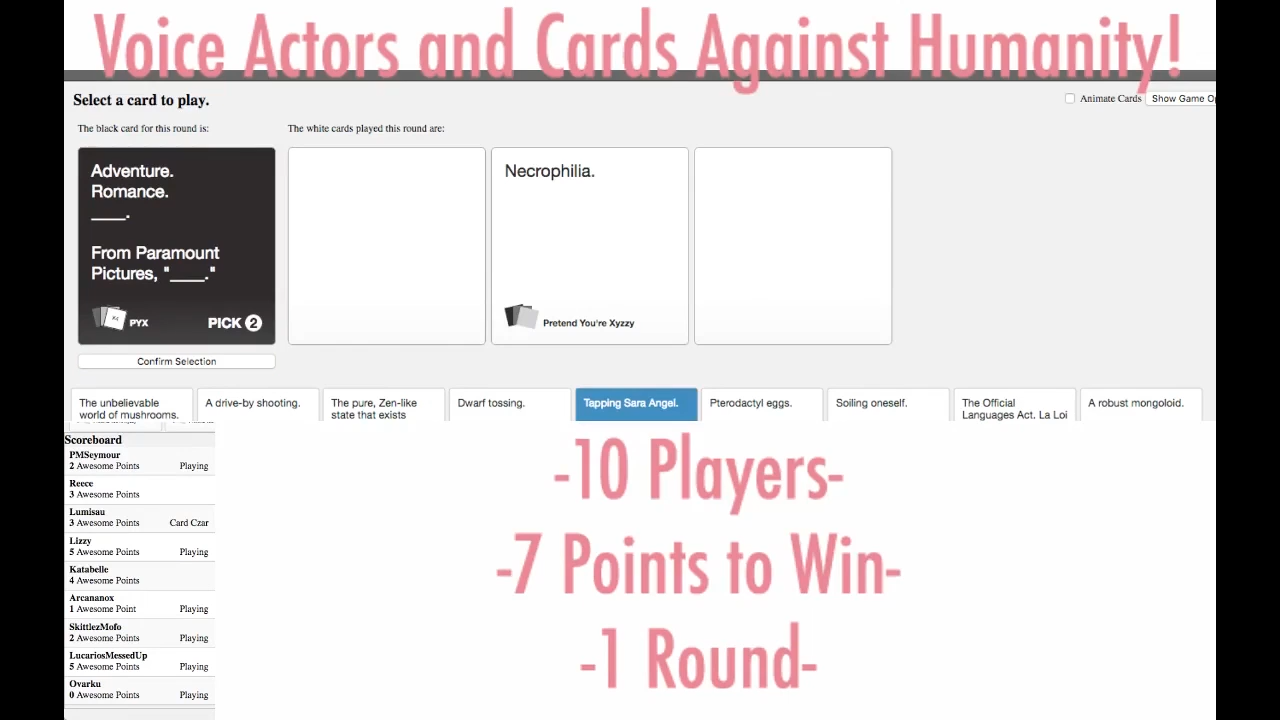 Voice Actors and Cards Against Humanity!
Select a card to play.
Animate Cards
Show Game Op
The black card for this round is:
The white cards played this round are:
Adventure.
Romance.
____.
From Paramount
Pictures, "____."
PYX
PICK 2
Necrophilia.
Pretend You're Xyzzy
Confirm Selection
The unbelievable
world of mushrooms.
A drive-by shooting.
The pure, Zen-like
state that exists
Dwarf tossing.
Tapping Sara Angel.
Pterodactyl eggs.
Soiling oneself.
The Official
Languages Act. La Loi
A robust mongoloid.
Scoreboard
PMSeymour
2 Awesome Points Playing
Reece
3 Awesome Points
Lumisau
3 Awesome Points Card Czar
Lizzy
5 Awesome Points Playing
Katabelle
4 Awesome Points
Arcananox
1 Awesome Point Playing
SkittlezMofo
2 Awesome Points Playing
LucariosMessedUp
5 Awesome Points Playing
Ovarku
0 Awesome Points Playing
-10 Players-
-7 Points to Win-
-1 Round-